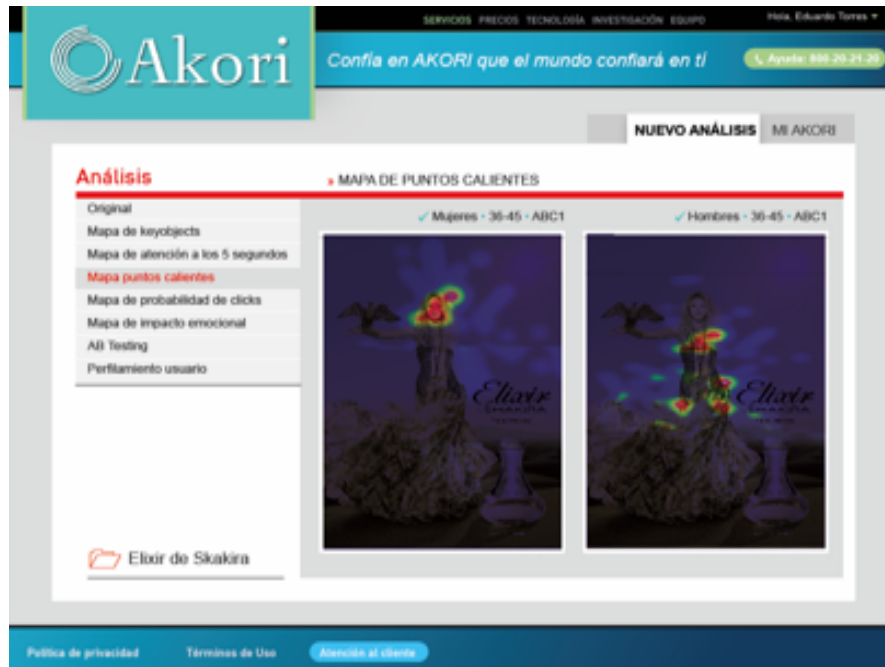 SERVICIOS PRECIOS TECNOLOGÍA INVESTIGACIÓN EQUIPO
Hola, Eduardo Torres
Akori
Confía en AKORI que el mundo confiará en tí
Ayuda: 800-20-21-20
NUEVO ANÁLISIS MI AKORI
Análisis
» MAPA DE PUNTOS CALIENTES
Original
Mapa de keyobjects
Mapa de atención a los 5 segundos
Mapa puntos calientes
Mapa de probabilidad de clicks
Mapa de impacto emocional
AB Testing
Perfilamiento usuario
✓ Mujeres - 36-45 - ABC1
✓ Hombres - 36-45 - ABC1
Elixir
SHAKIRA
Elixir
SHAKIRA
Elixir de Skakira
Política de privacidad
Términos de Uso
Atención al cliente